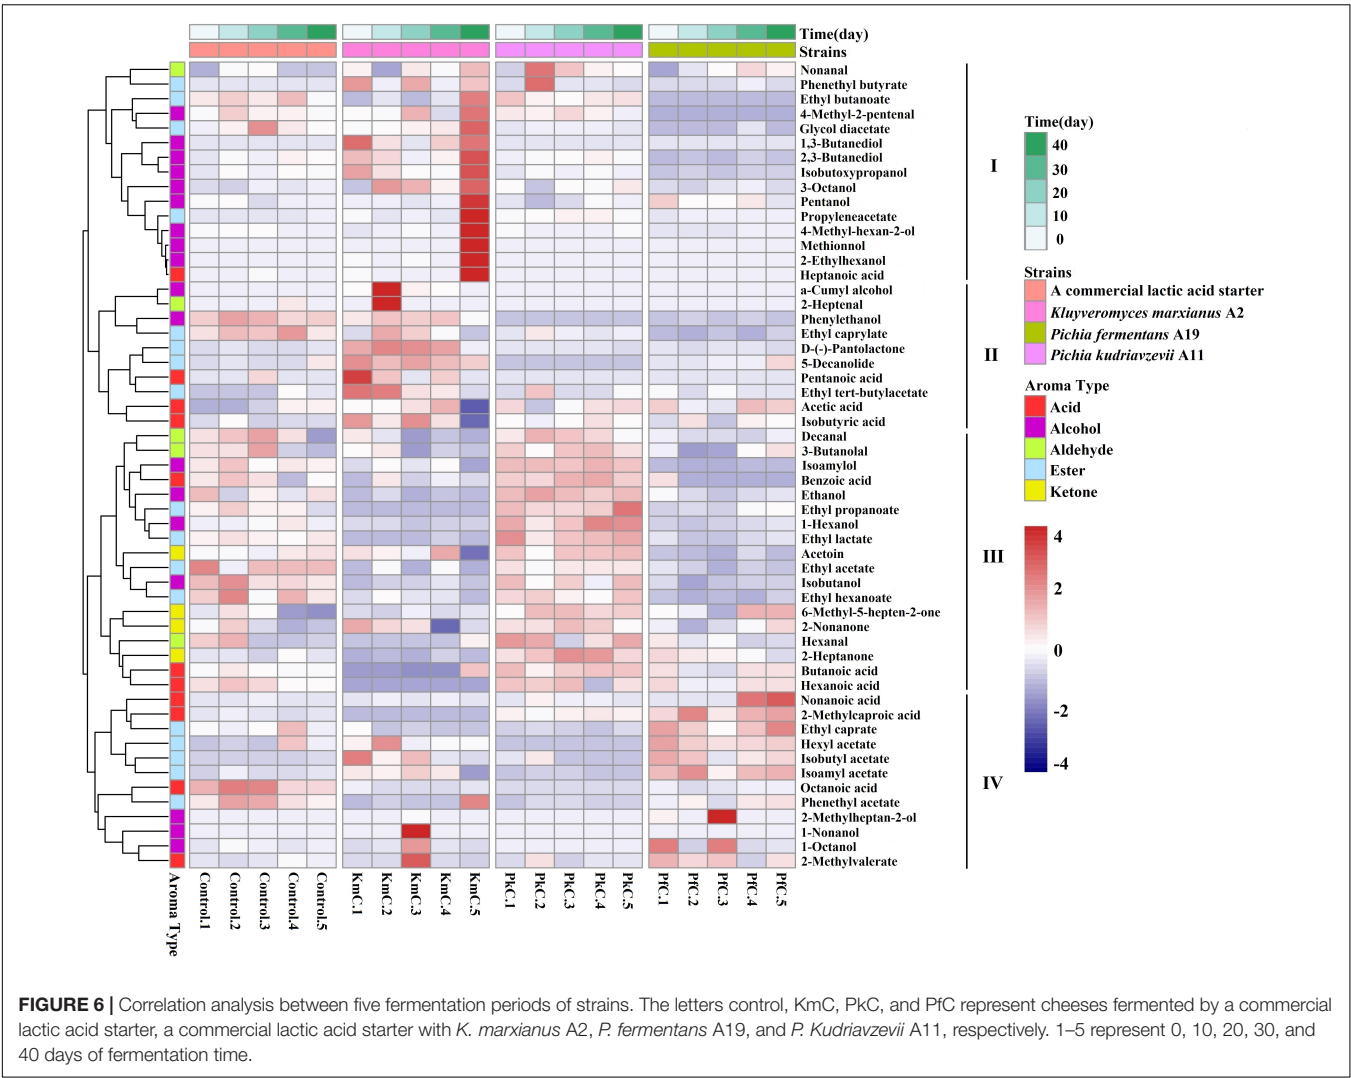 Time(day)
Strains
Nonanal
Phenethyl butyrate
Ethyl butanoate
4-Methyl-2-pentenal
Glycol diacetate
1,3-Butanediol
2,3-Butanediol
Isobutoxypropanol
3-Octanol
Pentanol
Propyleneacetate
4-Methyl-hexan-2-ol
Methionnol
2-Ethylhexanol
Heptanoic acid
a-Cumyl alcohol
2-Heptenal
Phenylethanol
Ethyl caprylate
D-(-)-Pantolactone
5-Decanolide
Pentanoic acid
Ethyl tert-butylacetate
Acetic acid
Isobutyric acid
Decanal
3-Butanolal
Isoamylol
Benzoic acid
Ethanol
Ethyl propanoate
1-Hexanol
Ethyl lactate
Acetoin
Ethyl acetate
Isobutanol
Ethyl hexanoate
6-Methyl-5-hepten-2-one
2-Nonanone
Hexanal
2-Heptanone
Butanoic acid
Hexanoic acid
Nonanoic acid
2-Methylcaproic acid
Ethyl caprate
Hexyl acetate
Isobutyl acetate
Isoamyl acetate
Octanoic acid
Phenethyl acetate
2-Methylheptan-2-ol
1-Nonanol
1-Octanol
2-Methylvalerate
I
II
III
IV
Time(day)
40
30
20
10
0
Strains
A commercial lactic acid starter
Kluyveromyces marxianus A2
Pichia fermentans A19
Pichia kudriavzevii A11
Aroma Type
Acid
Alcohol
Aldehyde
Ester
Ketone
4
2
0
-2
-4
Aroma Type
Control.1
Control.2
Control.3
Control.4
Control.5
KmC.1
KmC.2
KmC.3
KmC.4
KmC.5
PkC.1
PkC.2
PkC.3
PkC.4
PkC.5
PfC.1
PfC.2
PfC.3
PfC.4
PfC.5
FIGURE 6 | Correlation analysis between five fermentation periods of strains. The letters control, KmC, PkC, and PfC represent cheeses fermented by a commercial
lactic acid starter, a commercial lactic acid starter with K. marxianus A2, P. fermentans A19, and P. Kudriavzevii A11, respectively. 1–5 represent 0, 10, 20, 30, and
40 days of fermentation time.